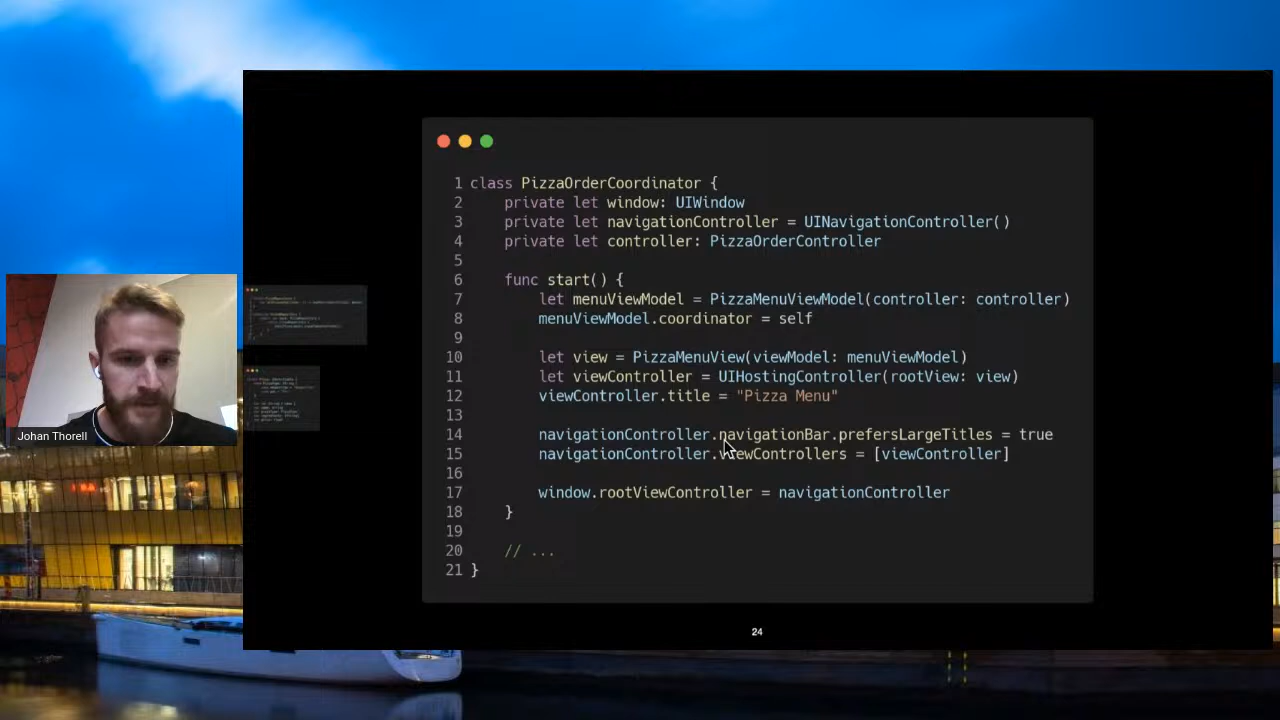 1 class PizzaOrderCoordinator {
2 private let window: UIWindow
3 private let navigationController = UINavigationController()
4 private let controller: PizzaOrderController
5
6 func start() {
7 let menuViewModel = PizzaMenuViewModel(controller: controller)
8 menuViewModel.coordinator = self
9
10 let view = PizzaMenuView(viewModel: menuViewModel)
11 let viewController = UIHostingController(rootView: view)
12 viewController.title = "Pizza Menu"
13
14 navigationController.navigationBar.prefersLargeTitles = true
15 navigationController.viewControllers = [viewController]
16
17 window.rootViewController = navigationController
18 }
19
20 // ...
21 }
24
Johan Thorell